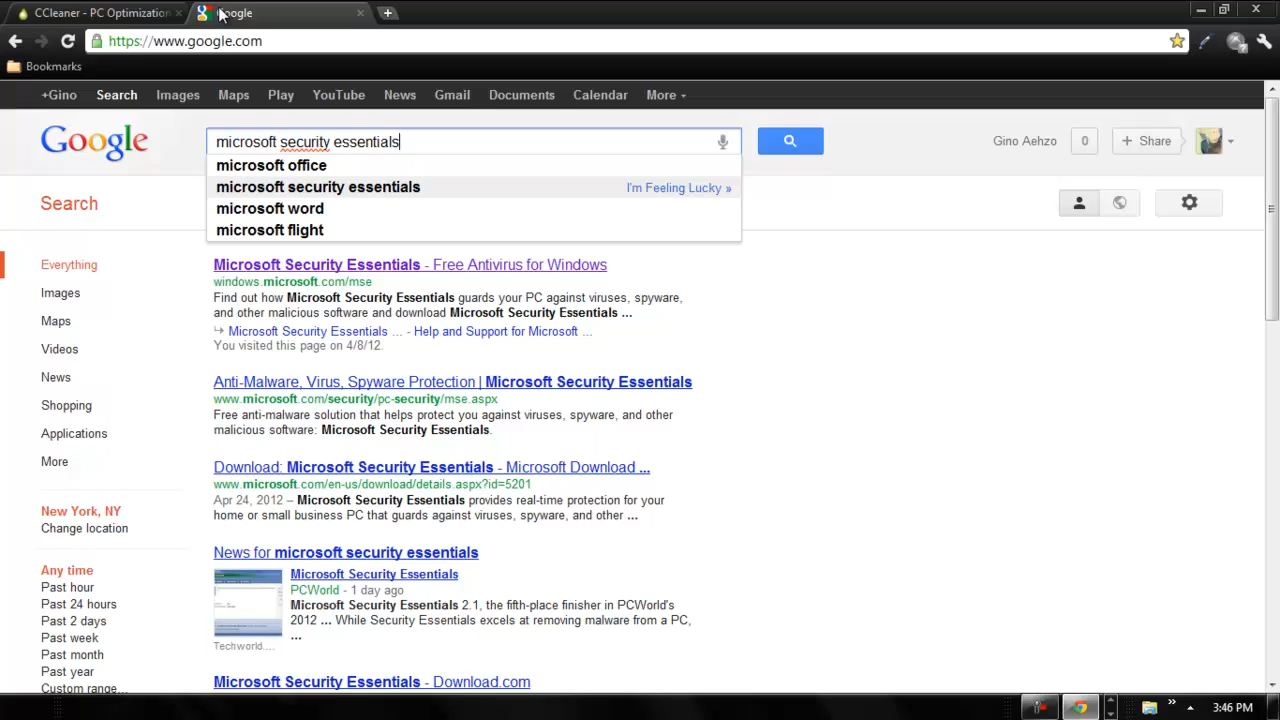 CCleaner - PC Optimization
Google
https://www.google.com
Bookmarks
+Gino Search Images Maps Play YouTube News Gmail Documents Calendar More
Google
microsoft security essentials
Gino Aehzo 0 + Share
microsoft office
microsoft security essentials I'm Feeling Lucky »
microsoft word
microsoft flight
Search
Everything
Images
Maps
Videos
News
Shopping
Applications
More
New York, NY
Change location
Any time
Past hour
Past 24 hours
Past 2 days
Past week
Past month
Past year
Custom range...
Microsoft Security Essentials - Free Antivirus for Windows
windows.microsoft.com/mse
Find out how Microsoft Security Essentials guards your PC against viruses, spyware,
and other malicious software and download Microsoft Security Essentials ...
Microsoft Security Essentials ... - Help and Support for Microsoft ...
You visited this page on 4/8/12.
Anti-Malware, Virus, Spyware Protection | Microsoft Security Essentials
www.microsoft.com/security/pc-security/mse.aspx
Free anti-malware solution that helps protect you against viruses, spyware, and other
malicious software: Microsoft Security Essentials.
Download: Microsoft Security Essentials - Microsoft Download ...
www.microsoft.com/en-us/download/details.aspx?id=5201
Apr 24, 2012 – Microsoft Security Essentials provides real-time protection for your
home or small business PC that guards against viruses, spyware, and other ...
News for microsoft security essentials
Microsoft Security Essentials
PCWorld - 1 day ago
Microsoft Security Essentials 2.1, the fifth-place finisher in PCWorld's
2012 ... While Security Essentials excels at removing malware from a PC,
...
Techworld....
Microsoft Security Essentials - Download.com
3:46 PM